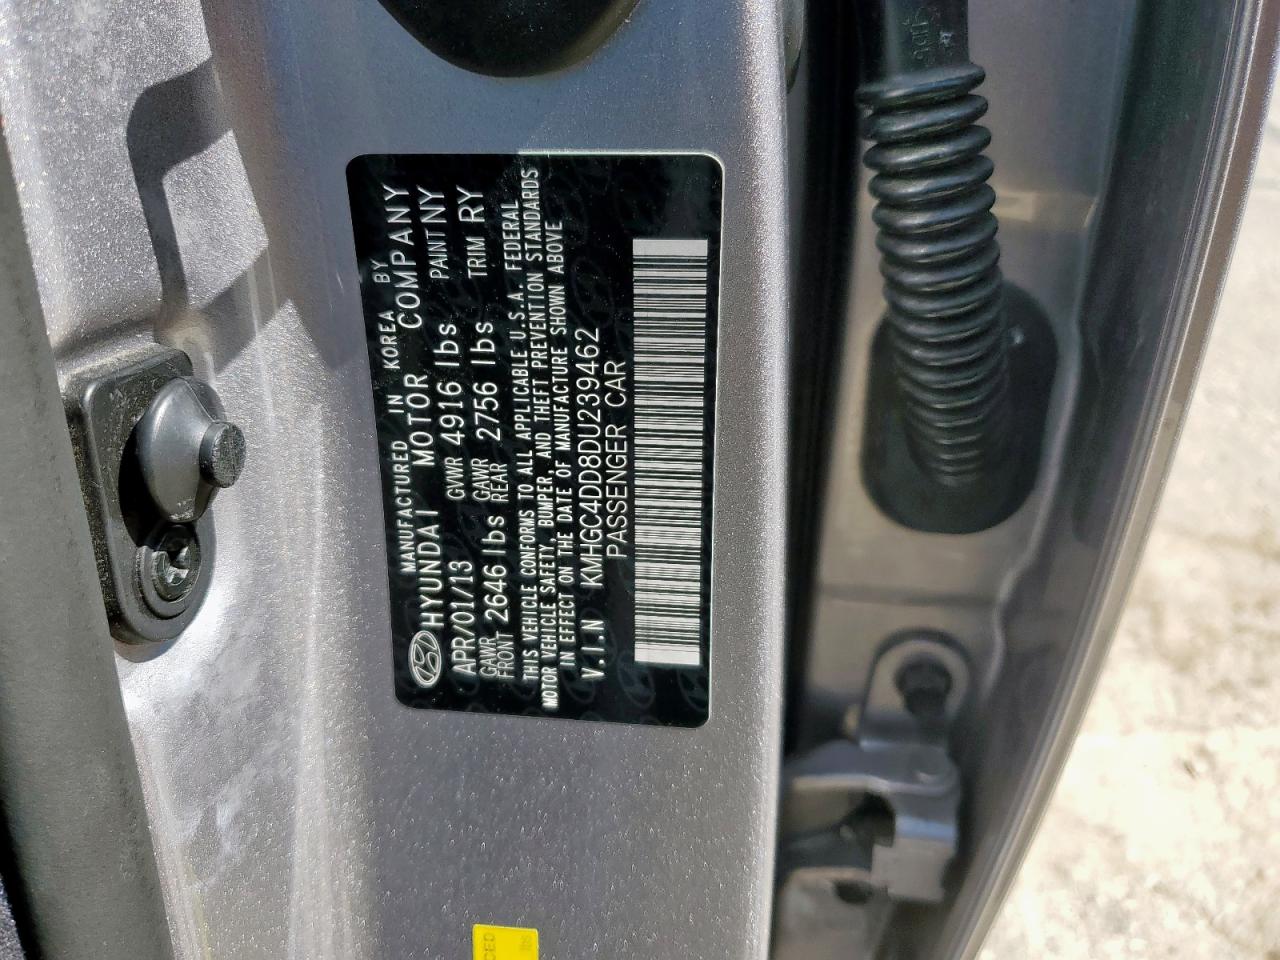 MANUFACTURED IN KOREA BY
HYUNDAI MOTOR COMPANY
APR/01/13 GVWR 4916 lbs PAINT NY
GAWR FRONT 2646 lbs GAWR REAR 2756 lbs TRIM RY
THIS VEHICLE CONFORMS TO ALL APPLICABLE U.S.A. FEDERAL
MOTOR VEHICLE SAFETY, BUMPER, AND THEFT PREVENTION STANDARDS
IN EFFECT ON THE DATE OF MANUFACTURE SHOWN ABOVE
V.I.N KMHGC4DD8DU239462
PASSENGER CAR
lbs